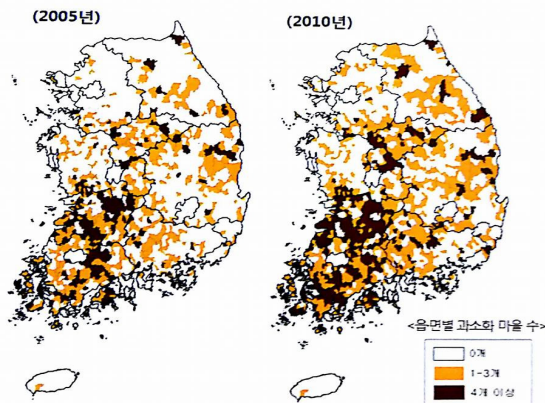 (2005년)
(2010년)
<읍·면별 과소화 마을 수>
0개
1-3개
4개 이상